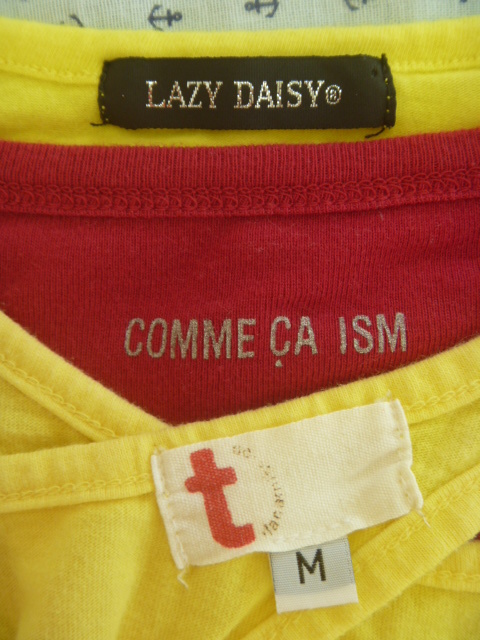 LAZY DAISY®
COMME ÇA ISM
t
M